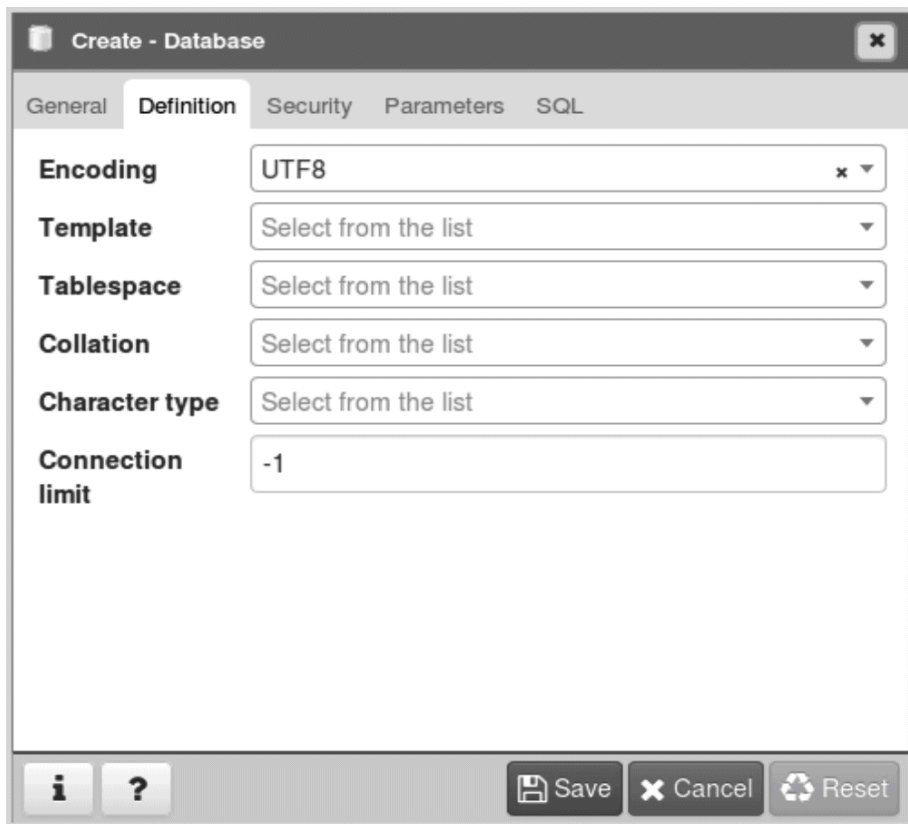 Create - Database
General Definition Security Parameters SQL
Encoding UTF8
Template Select from the list
Tablespace Select from the list
Collation Select from the list
Character type Select from the list
Connection limit -1
i ? Save Cancel Reset